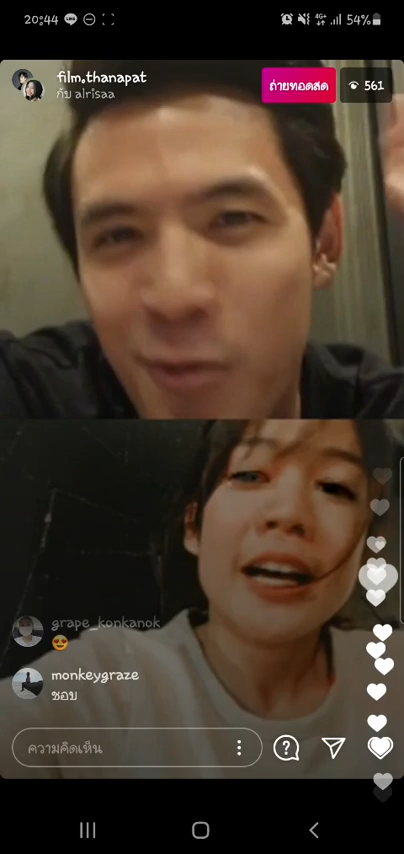 20:44
4G+
54%
film.thanapat
กับ alrisaa
ถ่ายทอดสด
561
grape_konkanok
😍
monkeygraze
ชอบ
ความคิดเห็น